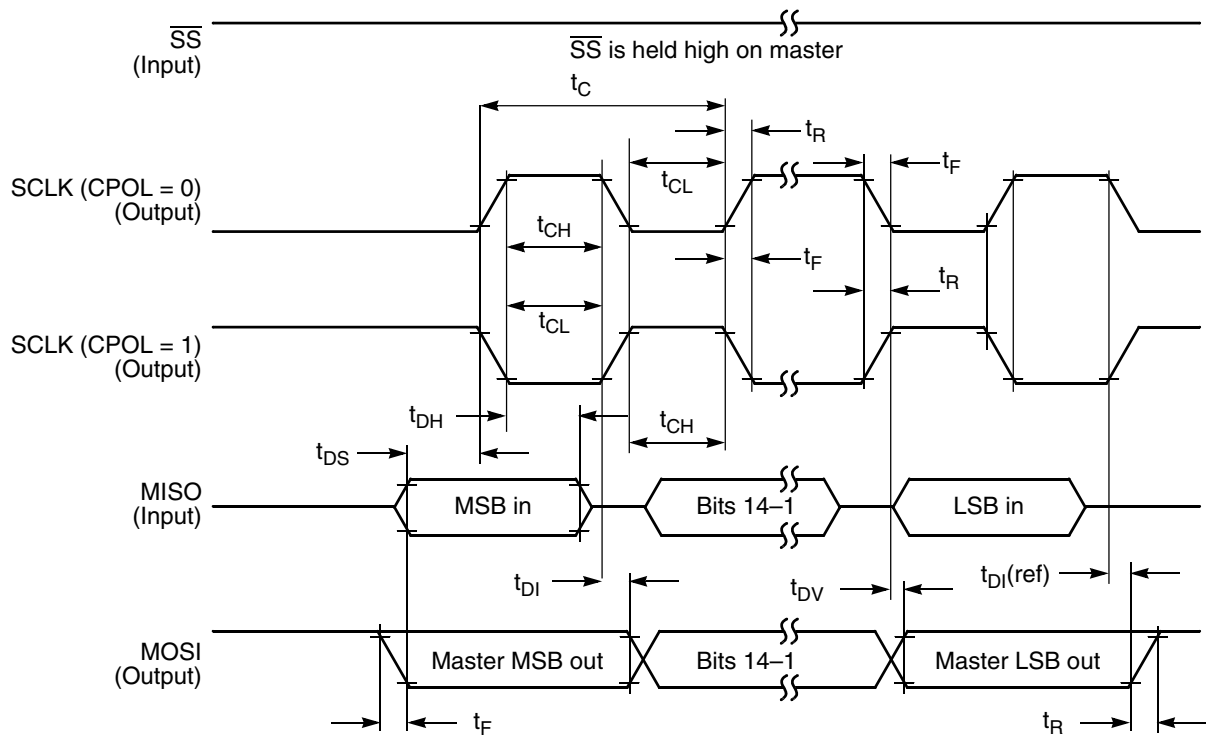 SS
(Input)
SS is held high on master
tC
tR
tF
SCLK (CPOL = 0)
(Output)
tCL
tCH
tF
tR
tCL
SCLK (CPOL = 1)
(Output)
tDH
tCH
tDS
MISO
(Input)
MSB in
Bits 14–1
LSB in
tDI
tDV
tDI(ref)
MOSI
(Output)
Master MSB out
Bits 14–1
Master LSB out
tF
tR